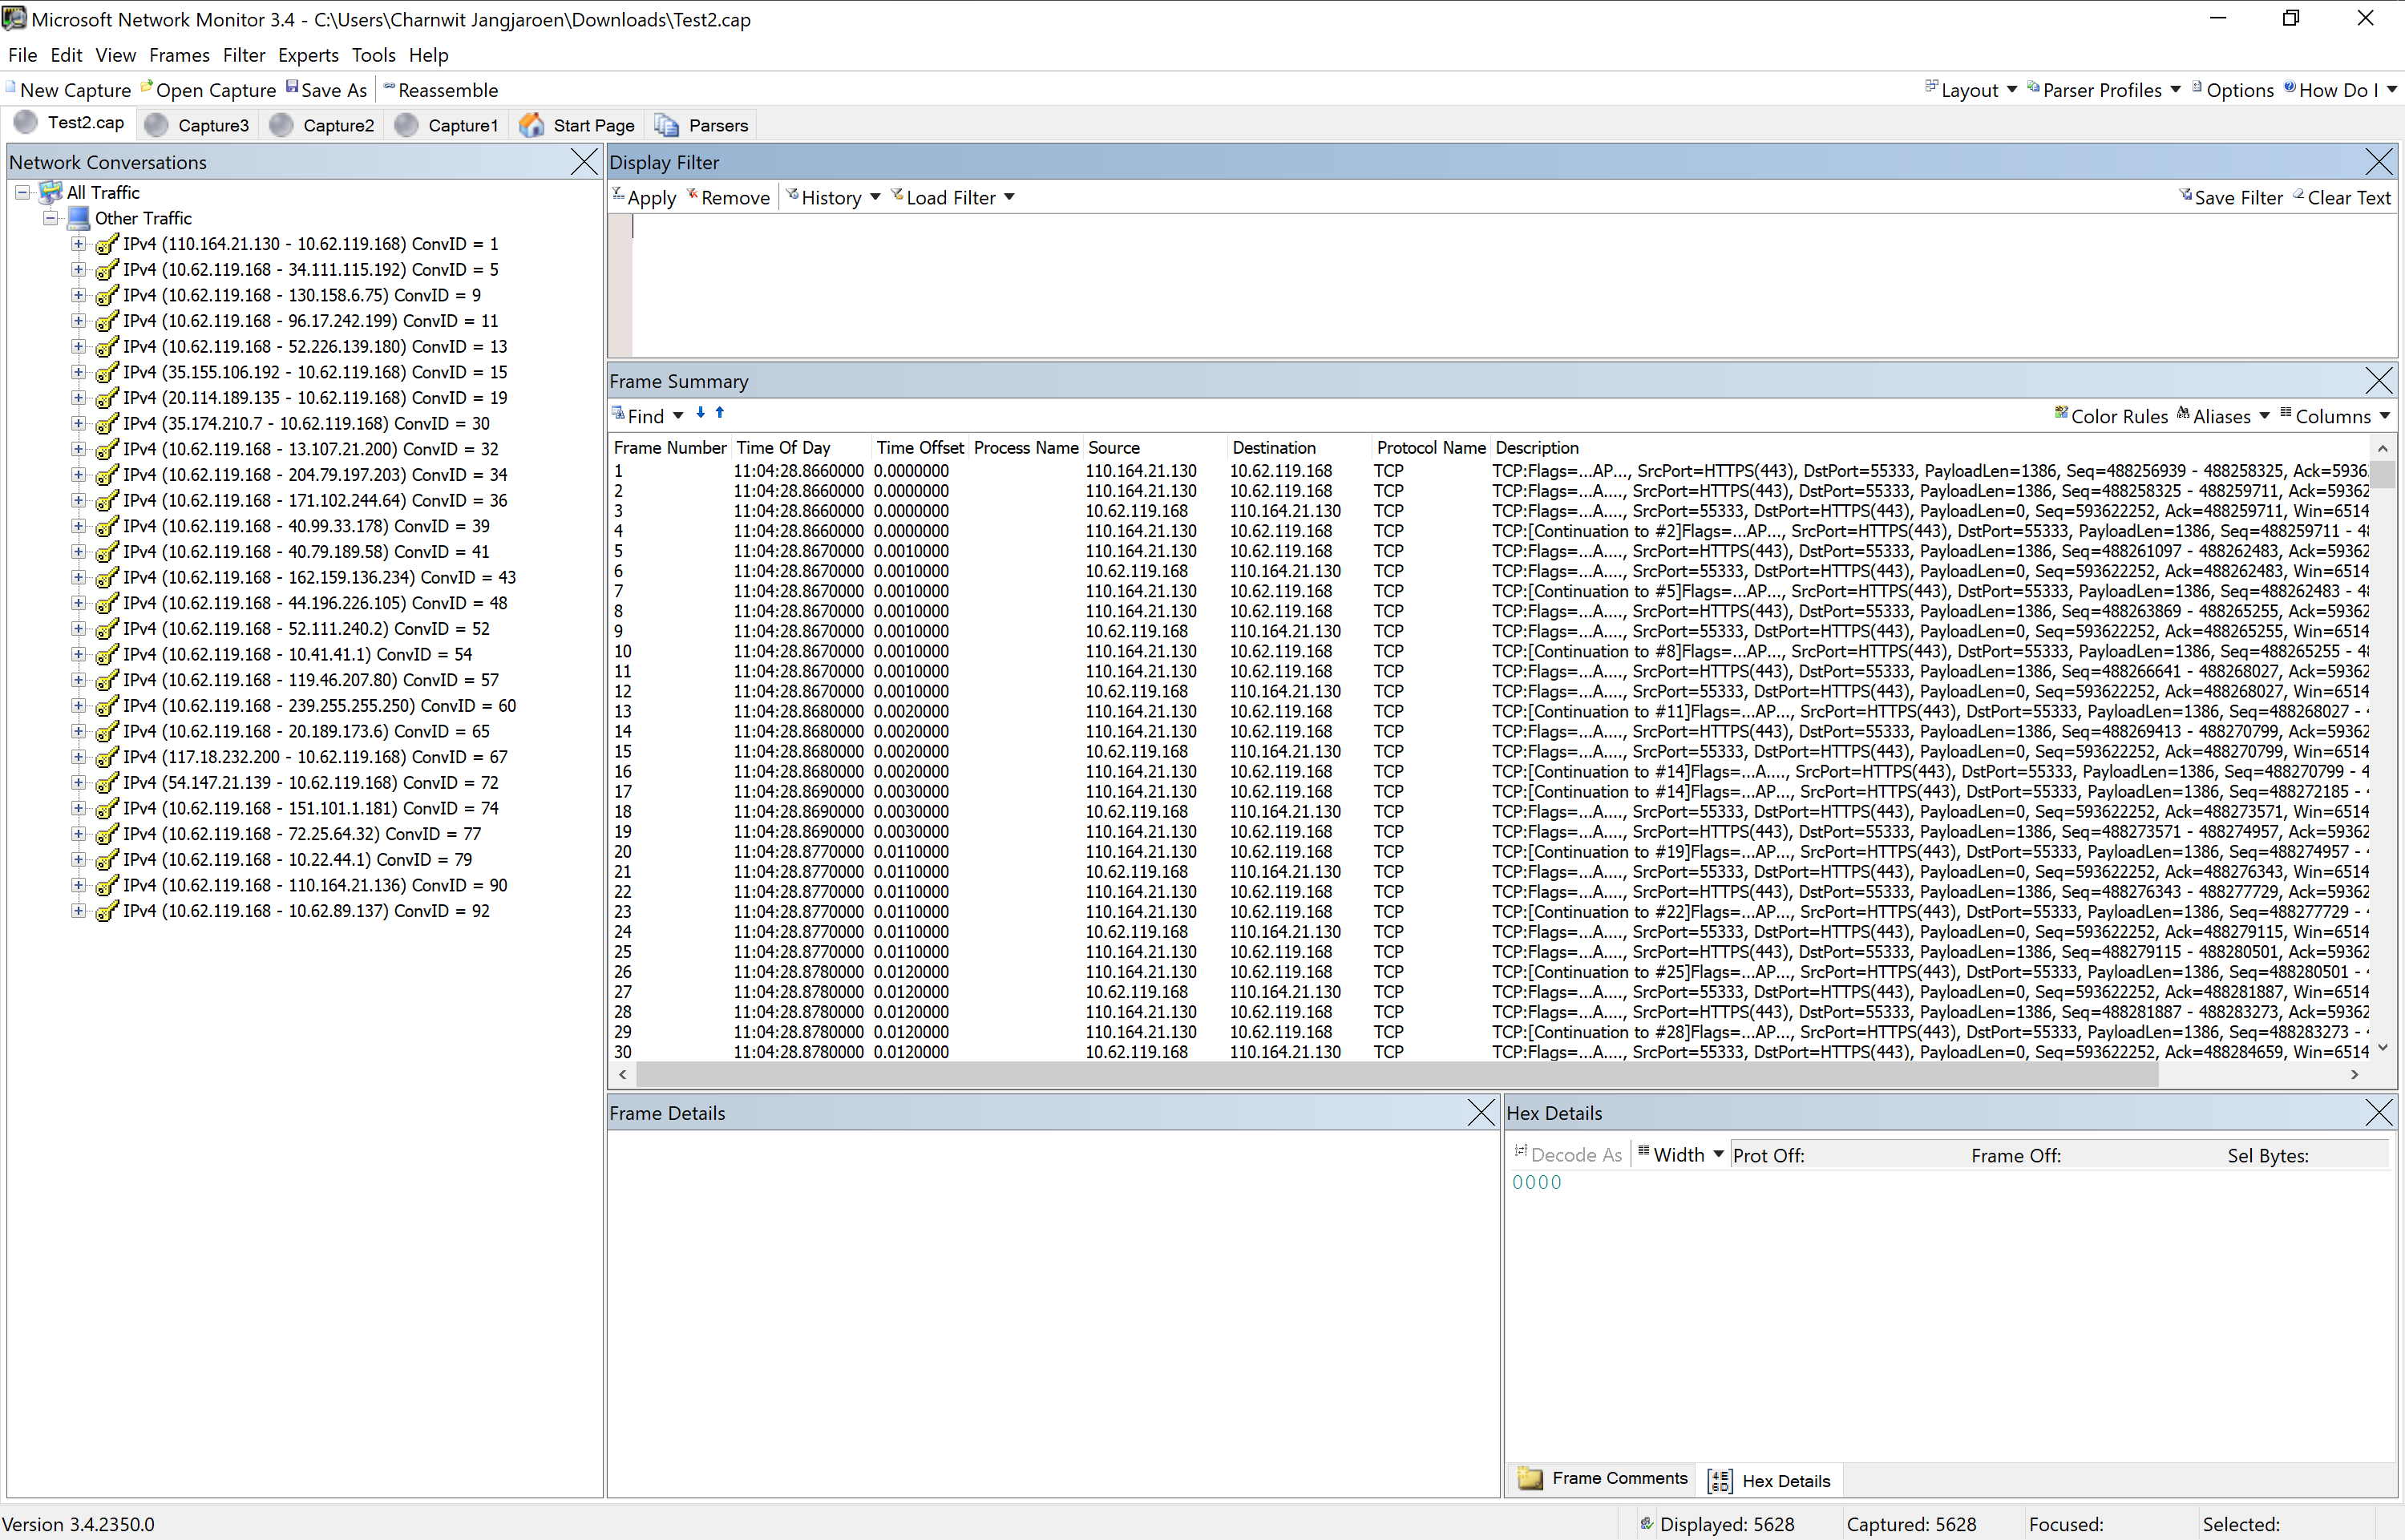 Microsoft Network Monitor 3.4 - C:\Users\Charnwit Jangjaroen\Downloads\Test2.cap
File Edit View Frames Filter Experts Tools Help
New Capture Open Capture Save As Reassemble Layout Parser Profiles Options How Do I
Test2.cap Capture3 Capture2 Capture1 Start Page Parsers
Network Conversations
All Traffic
Other Traffic
IPv4 (110.164.21.130 - 10.62.119.168) ConvID = 1
IPv4 (10.62.119.168 - 34.111.115.192) ConvID = 5
IPv4 (10.62.119.168 - 130.158.6.75) ConvID = 9
IPv4 (10.62.119.168 - 96.17.242.199) ConvID = 11
IPv4 (10.62.119.168 - 52.226.139.180) ConvID = 13
IPv4 (35.155.106.192 - 10.62.119.168) ConvID = 15
IPv4 (20.114.189.135 - 10.62.119.168) ConvID = 19
IPv4 (35.174.210.7 - 10.62.119.168) ConvID = 30
IPv4 (10.62.119.168 - 13.107.21.200) ConvID = 32
IPv4 (10.62.119.168 - 204.79.197.203) ConvID = 34
IPv4 (10.62.119.168 - 171.102.244.64) ConvID = 36
IPv4 (10.62.119.168 - 40.99.33.178) ConvID = 39
IPv4 (10.62.119.168 - 40.79.189.58) ConvID = 41
IPv4 (10.62.119.168 - 162.159.136.234) ConvID = 43
IPv4 (10.62.119.168 - 44.196.226.105) ConvID = 48
IPv4 (10.62.119.168 - 52.111.240.2) ConvID = 52
IPv4 (10.62.119.168 - 10.41.41.1) ConvID = 54
IPv4 (10.62.119.168 - 119.46.207.80) ConvID = 57
IPv4 (10.62.119.168 - 239.255.255.250) ConvID = 60
IPv4 (10.62.119.168 - 20.189.173.6) ConvID = 65
IPv4 (117.18.232.200 - 10.62.119.168) ConvID = 67
IPv4 (54.147.21.139 - 10.62.119.168) ConvID = 72
IPv4 (10.62.119.168 - 151.101.1.181) ConvID = 74
IPv4 (10.62.119.168 - 72.25.64.32) ConvID = 77
IPv4 (10.62.119.168 - 10.22.44.1) ConvID = 79
IPv4 (10.62.119.168 - 110.164.21.136) ConvID = 90
IPv4 (10.62.119.168 - 10.62.89.137) ConvID = 92
Display Filter
Apply Remove History Load Filter Save Filter Clear Text
Frame Summary
Find Color Rules Aliases Columns
Frame Number Time Of Day Time Offset Process Name Source Destination Protocol Name Description
1 11:04:28.8660000 0.0000000 110.164.21.130 10.62.119.168 TCP TCP:Flags=...AP..., SrcPort=HTTPS(443), DstPort=55333, PayloadLen=1386, Seq=488256939 - 488258325, Ack=5936
2 11:04:28.8660000 0.0000000 110.164.21.130 10.62.119.168 TCP TCP:Flags=...A...., SrcPort=HTTPS(443), DstPort=55333, PayloadLen=1386, Seq=488258325 - 488259711, Ack=59362
3 11:04:28.8660000 0.0000000 10.62.119.168 110.164.21.130 TCP TCP:Flags=...A...., SrcPort=55333, DstPort=HTTPS(443), PayloadLen=0, Seq=593622252, Ack=488259711, Win=6514
4 11:04:28.8660000 0.0000000 110.164.21.130 10.62.119.168 TCP TCP:[Continuation to #2]Flags=...AP..., SrcPort=HTTPS(443), DstPort=55333, PayloadLen=1386, Seq=488259711 - 48
5 11:04:28.8670000 0.0010000 110.164.21.130 10.62.119.168 TCP TCP:Flags=...A...., SrcPort=HTTPS(443), DstPort=55333, PayloadLen=1386, Seq=488261097 - 488262483, Ack=59362
6 11:04:28.8670000 0.0010000 10.62.119.168 110.164.21.130 TCP TCP:Flags=...A...., SrcPort=55333, DstPort=HTTPS(443), PayloadLen=0, Seq=593622252, Ack=488262483, Win=6514
7 11:04:28.8670000 0.0010000 110.164.21.130 10.62.119.168 TCP TCP:[Continuation to #5]Flags=...AP..., SrcPort=HTTPS(443), DstPort=55333, PayloadLen=1386, Seq=488262483 - 48
8 11:04:28.8670000 0.0010000 110.164.21.130 10.62.119.168 TCP TCP:Flags=...A...., SrcPort=HTTPS(443), DstPort=55333, PayloadLen=1386, Seq=488263869 - 488265255, Ack=59362
9 11:04:28.8670000 0.0010000 10.62.119.168 110.164.21.130 TCP TCP:Flags=...A...., SrcPort=55333, DstPort=HTTPS(443), PayloadLen=0, Seq=593622252, Ack=488265255, Win=6514
10 11:04:28.8670000 0.0010000 110.164.21.130 10.62.119.168 TCP TCP:[Continuation to #8]Flags=...AP..., SrcPort=HTTPS(443), DstPort=55333, PayloadLen=1386, Seq=488265255 - 48
11 11:04:28.8670000 0.0010000 110.164.21.130 10.62.119.168 TCP TCP:Flags=...A...., SrcPort=HTTPS(443), DstPort=55333, PayloadLen=1386, Seq=488266641 - 488268027, Ack=59362
12 11:04:28.8670000 0.0010000 10.62.119.168 110.164.21.130 TCP TCP:Flags=...A...., SrcPort=55333, DstPort=HTTPS(443), PayloadLen=0, Seq=593622252, Ack=488268027, Win=6514
13 11:04:28.8680000 0.0020000 110.164.21.130 10.62.119.168 TCP TCP:[Continuation to #11]Flags=...AP..., SrcPort=HTTPS(443), DstPort=55333, PayloadLen=1386, Seq=488268027 -
14 11:04:28.8680000 0.0020000 110.164.21.130 10.62.119.168 TCP TCP:Flags=...A...., SrcPort=HTTPS(443), DstPort=55333, PayloadLen=1386, Seq=488269413 - 488270799, Ack=59362
15 11:04:28.8680000 0.0020000 10.62.119.168 110.164.21.130 TCP TCP:Flags=...A...., SrcPort=55333, DstPort=HTTPS(443), PayloadLen=0, Seq=593622252, Ack=488270799, Win=6514
16 11:04:28.8680000 0.0020000 110.164.21.130 10.62.119.168 TCP TCP:[Continuation to #14]Flags=...A...., SrcPort=HTTPS(443), DstPort=55333, PayloadLen=1386, Seq=488270799 - 4
17 11:04:28.8690000 0.0030000 110.164.21.130 10.62.119.168 TCP TCP:[Continuation to #14]Flags=...AP..., SrcPort=HTTPS(443), DstPort=55333, PayloadLen=1386, Seq=488272185 -
18 11:04:28.8690000 0.0030000 10.62.119.168 110.164.21.130 TCP TCP:Flags=...A...., SrcPort=55333, DstPort=HTTPS(443), PayloadLen=0, Seq=593622252, Ack=488273571, Win=6514
19 11:04:28.8690000 0.0030000 110.164.21.130 10.62.119.168 TCP TCP:Flags=...A...., SrcPort=HTTPS(443), DstPort=55333, PayloadLen=1386, Seq=488273571 - 488274957, Ack=59362
20 11:04:28.8770000 0.0110000 110.164.21.130 10.62.119.168 TCP TCP:[Continuation to #19]Flags=...AP..., SrcPort=HTTPS(443), DstPort=55333, PayloadLen=1386, Seq=488274957 -
21 11:04:28.8770000 0.0110000 10.62.119.168 110.164.21.130 TCP TCP:Flags=...A...., SrcPort=55333, DstPort=HTTPS(443), PayloadLen=0, Seq=593622252, Ack=488276343, Win=6514
22 11:04:28.8770000 0.0110000 110.164.21.130 10.62.119.168 TCP TCP:Flags=...A...., SrcPort=HTTPS(443), DstPort=55333, PayloadLen=1386, Seq=488276343 - 488277729, Ack=59362
23 11:04:28.8770000 0.0110000 110.164.21.130 10.62.119.168 TCP TCP:[Continuation to #22]Flags=...AP..., SrcPort=HTTPS(443), DstPort=55333, PayloadLen=1386, Seq=488277729 -
24 11:04:28.8770000 0.0110000 10.62.119.168 110.164.21.130 TCP TCP:Flags=...A...., SrcPort=55333, DstPort=HTTPS(443), PayloadLen=0, Seq=593622252, Ack=488279115, Win=6514
25 11:04:28.8770000 0.0110000 110.164.21.130 10.62.119.168 TCP TCP:Flags=...A...., SrcPort=HTTPS(443), DstPort=55333, PayloadLen=1386, Seq=488279115 - 488280501, Ack=59362
26 11:04:28.8780000 0.0120000 110.164.21.130 10.62.119.168 TCP TCP:[Continuation to #25]Flags=...AP..., SrcPort=HTTPS(443), DstPort=55333, PayloadLen=1386, Seq=488280501 -
27 11:04:28.8780000 0.0120000 10.62.119.168 110.164.21.130 TCP TCP:Flags=...A...., SrcPort=55333, DstPort=HTTPS(443), PayloadLen=0, Seq=593622252, Ack=488281887, Win=6514
28 11:04:28.8780000 0.0120000 110.164.21.130 10.62.119.168 TCP TCP:Flags=...A...., SrcPort=HTTPS(443), DstPort=55333, PayloadLen=1386, Seq=488281887 - 488283273, Ack=59362
29 11:04:28.8780000 0.0120000 110.164.21.130 10.62.119.168 TCP TCP:[Continuation to #28]Flags=...AP..., SrcPort=HTTPS(443), DstPort=55333, PayloadLen=1386, Seq=488283273 -
30 11:04:28.8780000 0.0120000 10.62.119.168 110.164.21.130 TCP TCP:Flags=...A...., SrcPort=55333, DstPort=HTTPS(443), PayloadLen=0, Seq=593622252, Ack=488284659, Win=6514
Frame Details
Hex Details
Decode As Width Prot Off: Frame Off: Sel Bytes:
0000
Frame Comments Hex Details
Version 3.4.2350.0 Displayed: 5628 Captured: 5628 Focused: Selected: